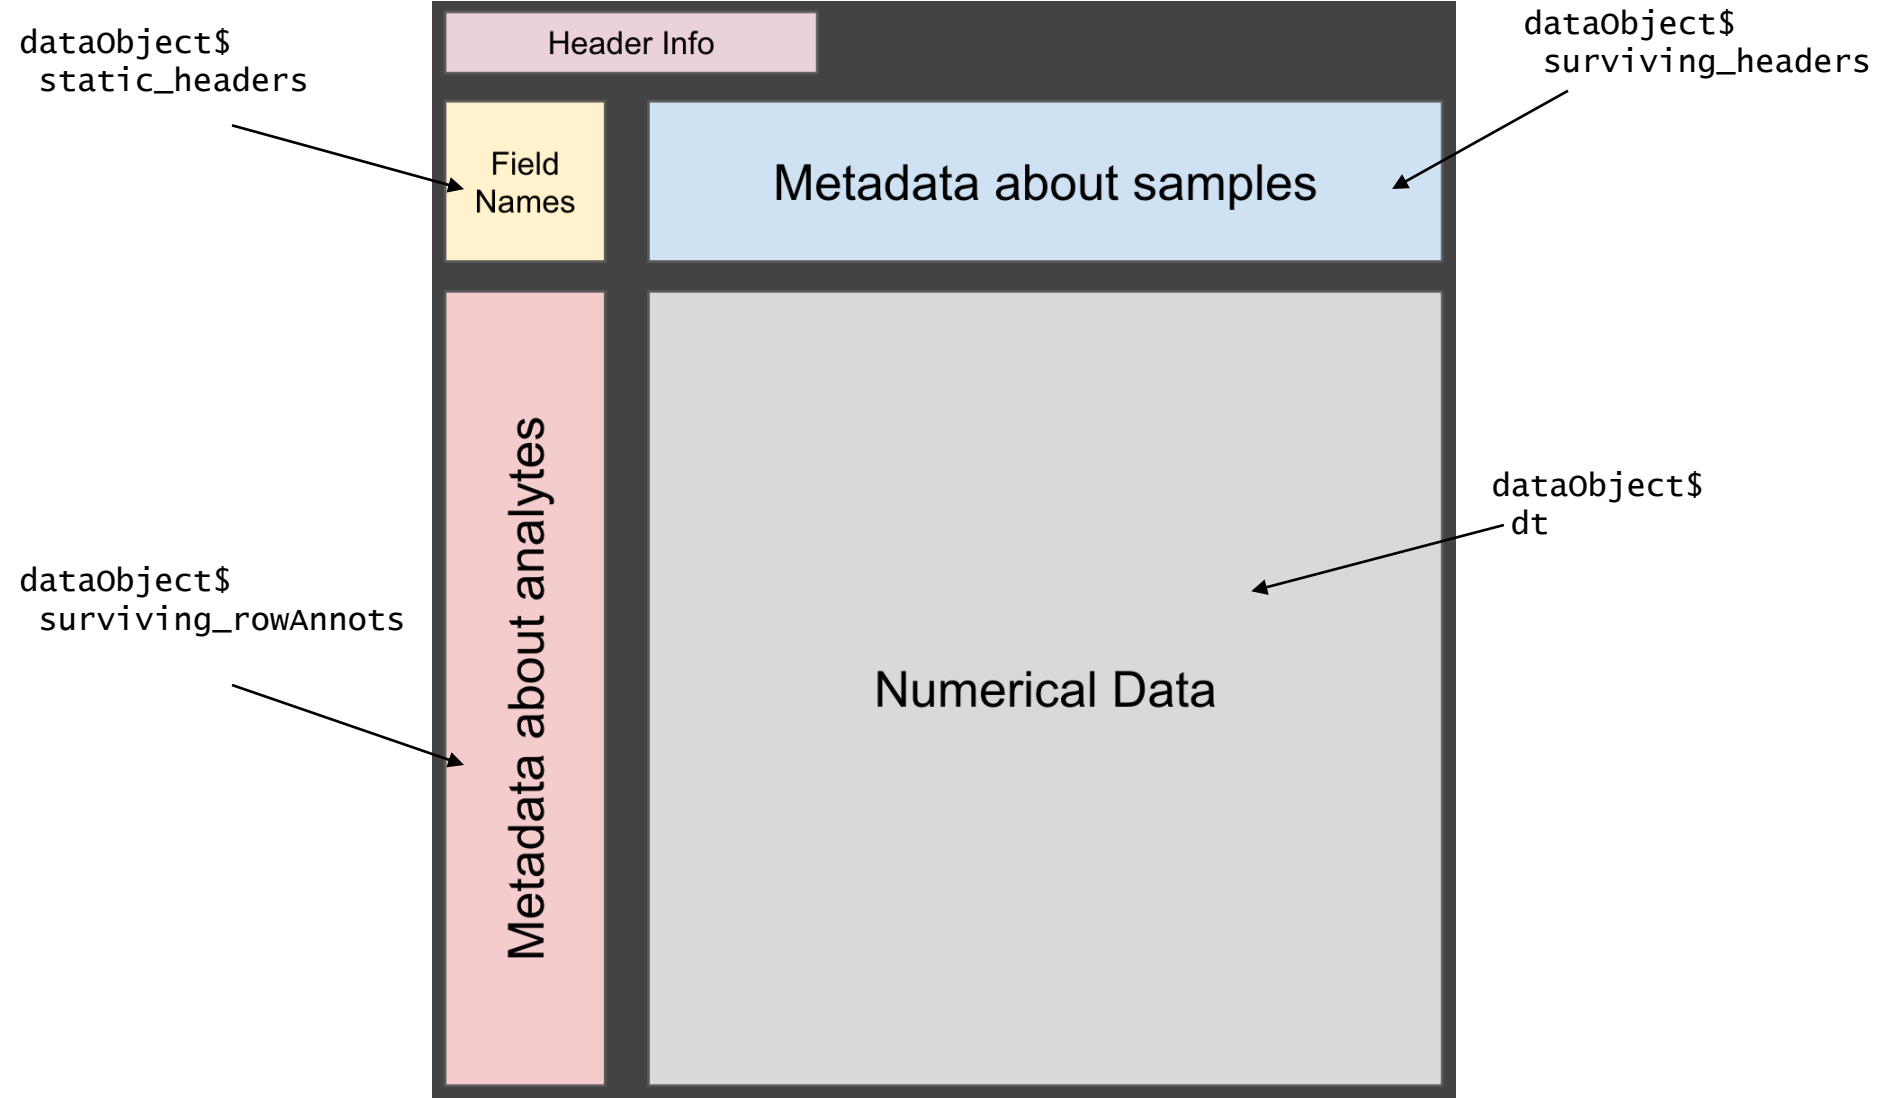 dataObject$
static_headers
Header Info
dataObject$
surviving_headers
Field
Names
Metadata about samples
dataObject$
surviving_rowAnnots
Metadata about analytes
Numerical Data
dataObject$
dt